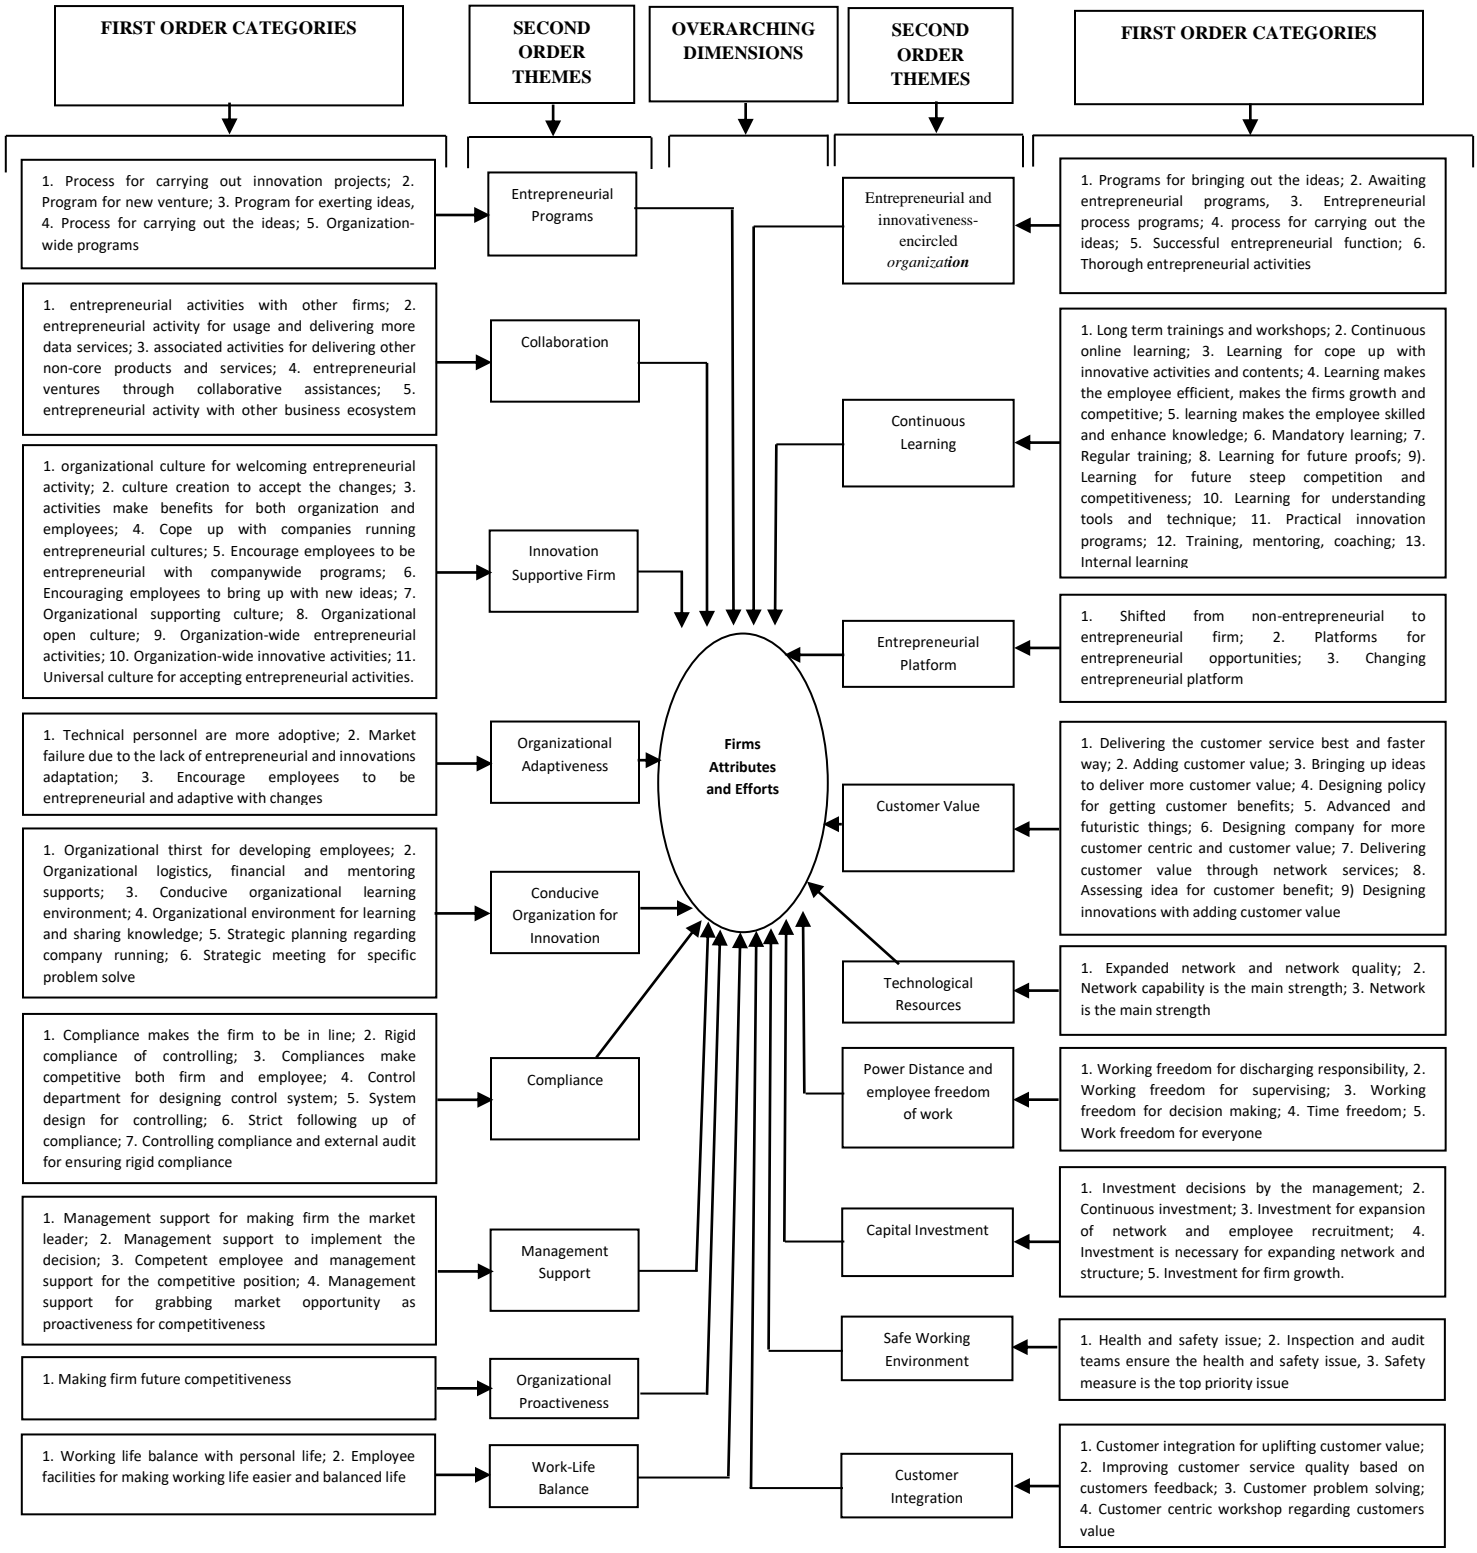 FIRST ORDER CATEGORIES
SECOND
ORDER
THEMES
OVERARCHING
DIMENSIONS
SECOND
ORDER
THEMES
FIRST ORDER CATEGORIES
1. Process for carrying out innovation projects; 2.
Program for new venture; 3. Program for exerting ideas,
4. Process for carrying out the ideas; 5. Organization-
wide programs
Entrepreneurial
Programs
1. entrepreneurial activities with other firms; 2.
entrepreneurial activity for usage and delivering more
data services; 3. associated activities for delivering other
non-core products and services; 4. entrepreneurial
ventures through collaborative assistances; 5.
entrepreneurial activity with other business ecosystem
Collaboration
1. organizational culture for welcoming entrepreneurial
activity; 2. culture creation to accept the changes; 3.
activities make benefits for both organization and
employees; 4. Cope up with companies running
entrepreneurial cultures; 5. Encourage employees to be
entrepreneurial with companywide programs; 6.
Encouraging employees to bring up with new ideas; 7.
Organizational supporting culture; 8. Organizational
open culture; 9. Organization-wide entrepreneurial
activities; 10. Organization-wide innovative activities; 11.
Universal culture for accepting entrepreneurial activities.
Innovation
Supportive Firm
1. Technical personnel are more adoptive; 2. Market
failure due to the lack of entrepreneurial and innovations
adaptation; 3. Encourage employees to be
entrepreneurial and adaptive with changes
Organizational
Adaptiveness
1. Organizational thirst for developing employees; 2.
Organizational logistics, financial and mentoring
supports; 3. Conducive organizational learning
environment; 4. Organizational environment for learning
and sharing knowledge; 5. Strategic planning regarding
company running; 6. Strategic meeting for specific
problem solve
Conducive
Organization for
Innovation
1. Compliance makes the firm to be in line; 2. Rigid
compliance of controlling; 3. Compliances make
competitive both firm and employee; 4. Control
department for designing control system; 5. System
design for controlling; 6. Strict following up of
compliance; 7. Controlling compliance and external audit
for ensuring rigid compliance
Compliance
1. Management support for making firm the market
leader; 2. Management support to implement the
decision; 3. Competent employee and management
support for the competitive position; 4. Management
support for grabbing market opportunity as
proactiveness for competitiveness
Management
Support
1. Making firm future competitiveness
Organizational
Proactiveness
1. Working life balance with personal life; 2. Employee
facilities for making working life easier and balanced life
Work-Life
Balance
Firms
Attributes
and Efforts
Entrepreneurial and
innovativeness-
encircled
organization
1. Programs for bringing out the ideas; 2. Awaiting
entrepreneurial programs, 3. Entrepreneurial
process programs; 4. process for carrying out the
ideas; 5. Successful entrepreneurial function; 6.
Thorough entrepreneurial activities
Continuous
Learning
1. Long term trainings and workshops; 2. Continuous
online learning; 3. Learning for cope up with
innovative activities and contents; 4. Learning makes
the employee efficient, makes the firms growth and
competitive; 5. learning makes the employee skilled
and enhance knowledge; 6. Mandatory learning; 7.
Regular training; 8. Learning for future proofs; 9).
Learning for future steep competition and
competitiveness; 10. Learning for understanding
tools and technique; 11. Practical innovation
programs; 12. Training, mentoring, coaching; 13.
Internal learning
Entrepreneurial
Platform
1. Shifted from non-entrepreneurial to
entrepreneurial firm; 2. Platforms for
entrepreneurial opportunities; 3. Changing
entrepreneurial platform
Customer Value
1. Delivering the customer service best and faster
way; 2. Adding customer value; 3. Bringing up ideas
to deliver more customer value; 4. Designing policy
for getting customer benefits; 5. Advanced and
futuristic things; 6. Designing company for more
customer centric and customer value; 7. Delivering
customer value through network services; 8.
Assessing idea for customer benefit; 9) Designing
innovations with adding customer value
Technological
Resources
1. Expanded network and network quality; 2.
Network capability is the main strength; 3. Network
is the main strength
Power Distance and
employee freedom
of work
1. Working freedom for discharging responsibility, 2.
Working freedom for supervising; 3. Working
freedom for decision making; 4. Time freedom; 5.
Work freedom for everyone
Capital Investment
1. Investment decisions by the management; 2.
Continuous investment; 3. Investment for expansion
of network and employee recruitment; 4.
Investment is necessary for expanding network and
structure; 5. Investment for firm growth.
Safe Working
Environment
1. Health and safety issue; 2. Inspection and audit
teams ensure the health and safety issue, 3. Safety
measure is the top priority issue
Customer
Integration
1. Customer integration for uplifting customer value;
2. Improving customer service quality based on
customers feedback; 3. Customer problem solving;
4. Customer centric workshop regarding customers
value